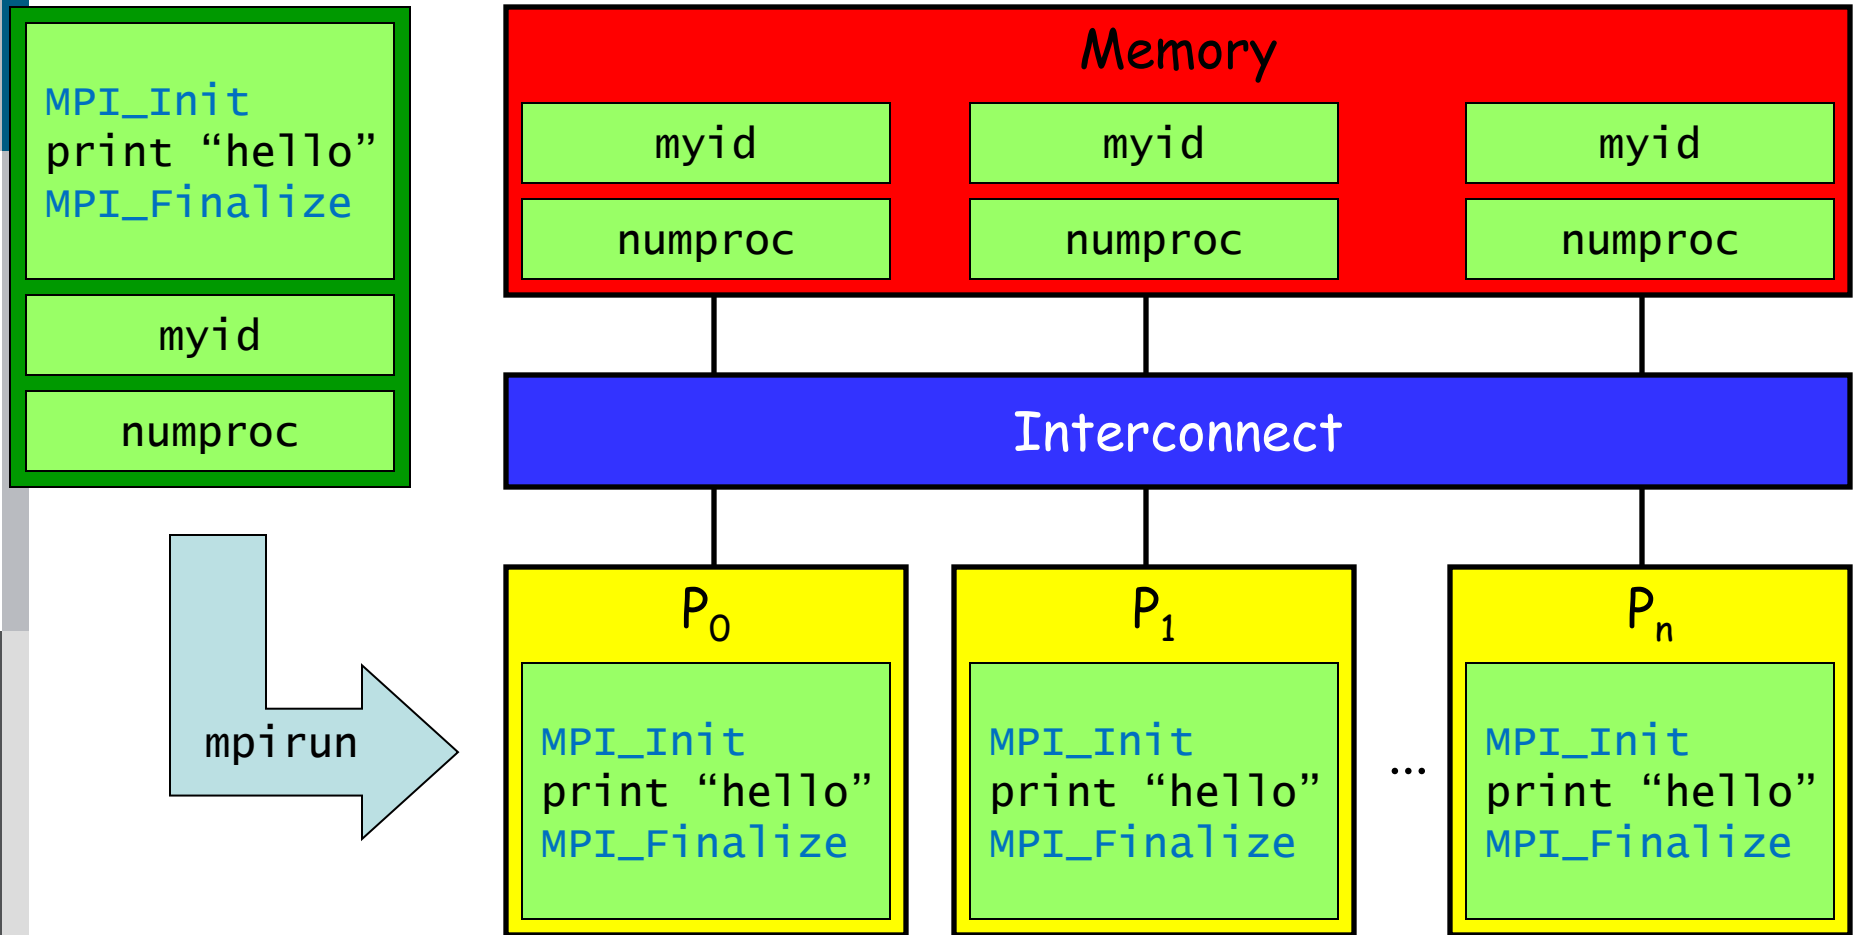 MPI_Init
print “hello”
MPI_Finalize
myid
numproc
mpirun
Memory
myid
myid
myid
numproc
numproc
numproc
Interconnect
P0
P1
Pn
MPI_Init
print “hello”
MPI_Finalize
MPI_Init
print “hello”
MPI_Finalize
...
MPI_Init
print “hello”
MPI_Finalize